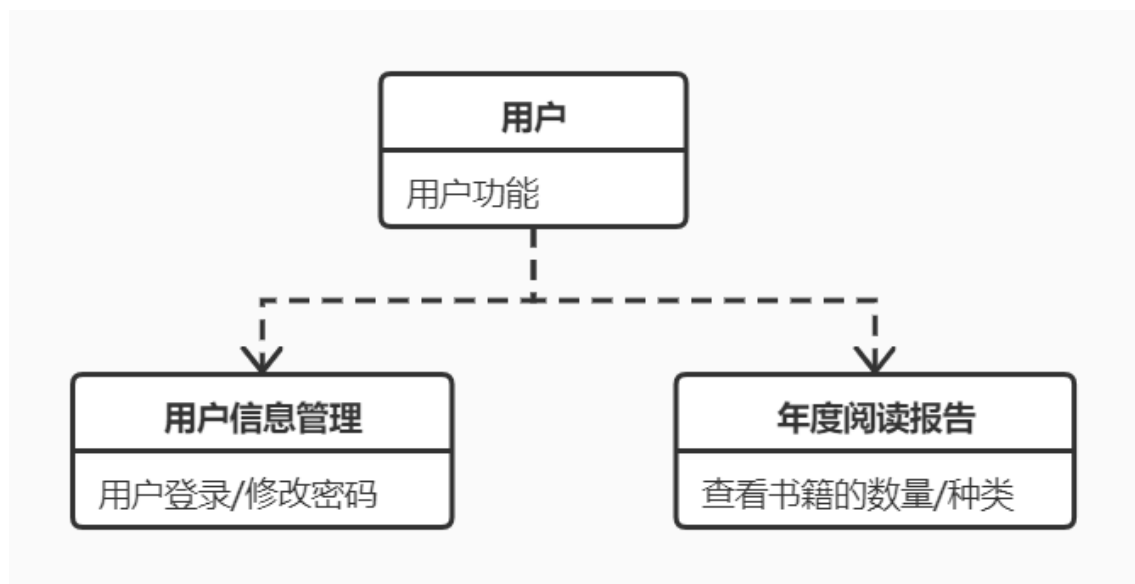 用户
用户功能
用户信息管理
用户登录/修改密码
年度阅读报告
查看书籍的数量/种类